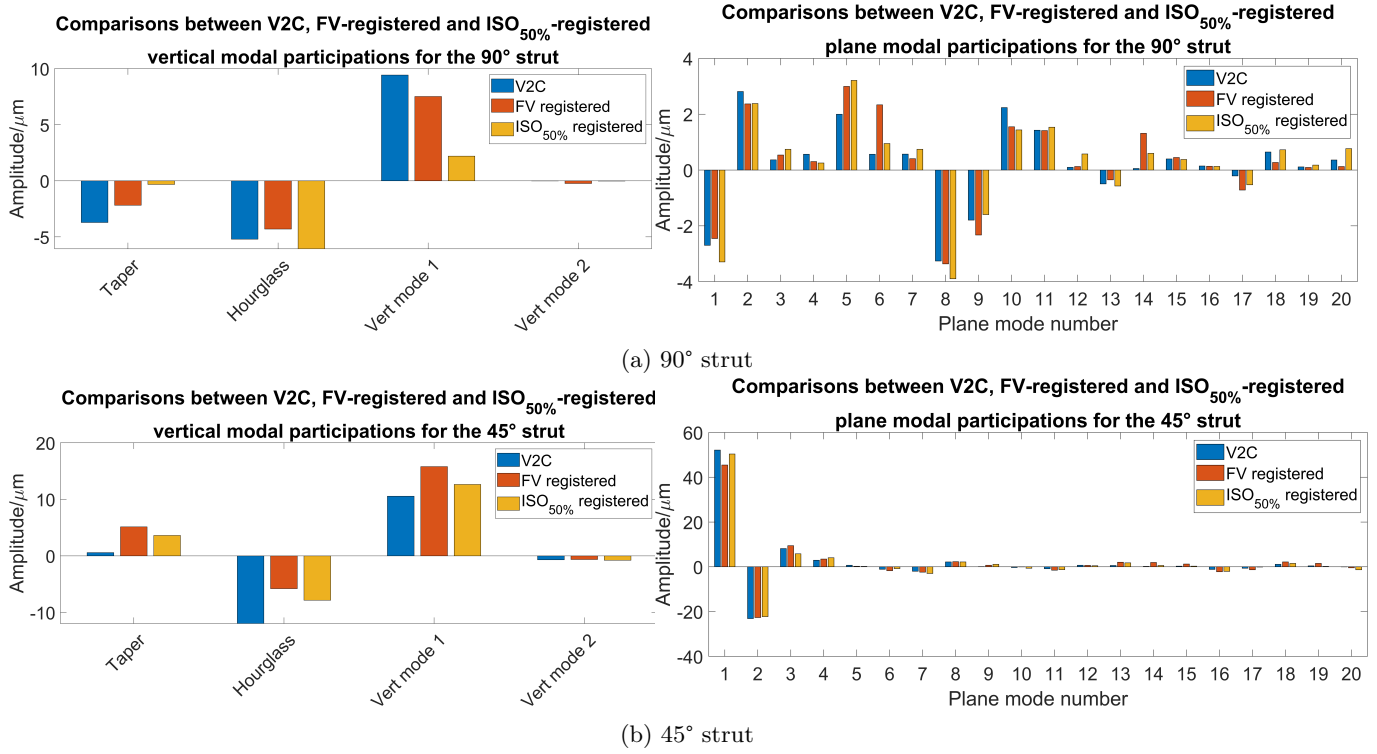 Comparisons between V2C, FV-registered and ISO50%-registered
vertical modal participations for the 90° strut
10
5
0
-5
Amplitude/μm
V2C
FV registered
ISO50% registered
Taper
Hourglass
Vert mode 1
Vert mode 2
Comparisons between V2C, FV-registered and ISO50%-registered
plane modal participations for the 90° strut
4
2
0
-2
-4
Amplitude/μm
V2C
FV registered
ISO50% registered
1 2 3 4 5 6 7 8 9 10 11 12 13 14 15 16 17 18 19 20
Plane mode number
(a) 90° strut
Comparisons between V2C, FV-registered and ISO50%-registered
vertical modal participations for the 45° strut
20
10
0
-10
Amplitude/μm
V2C
FV registered
ISO50% registered
Taper
Hourglass
Vert mode 1
Vert mode 2
Comparisons between V2C, FV-registered and ISO50%-registered
plane modal participations for the 45° strut
60
40
20
0
-20
-40
Amplitude/μm
V2C
FV registered
ISO50% registered
1 2 3 4 5 6 7 8 9 10 11 12 13 14 15 16 17 18 19 20
Plane mode number
(b) 45° strut